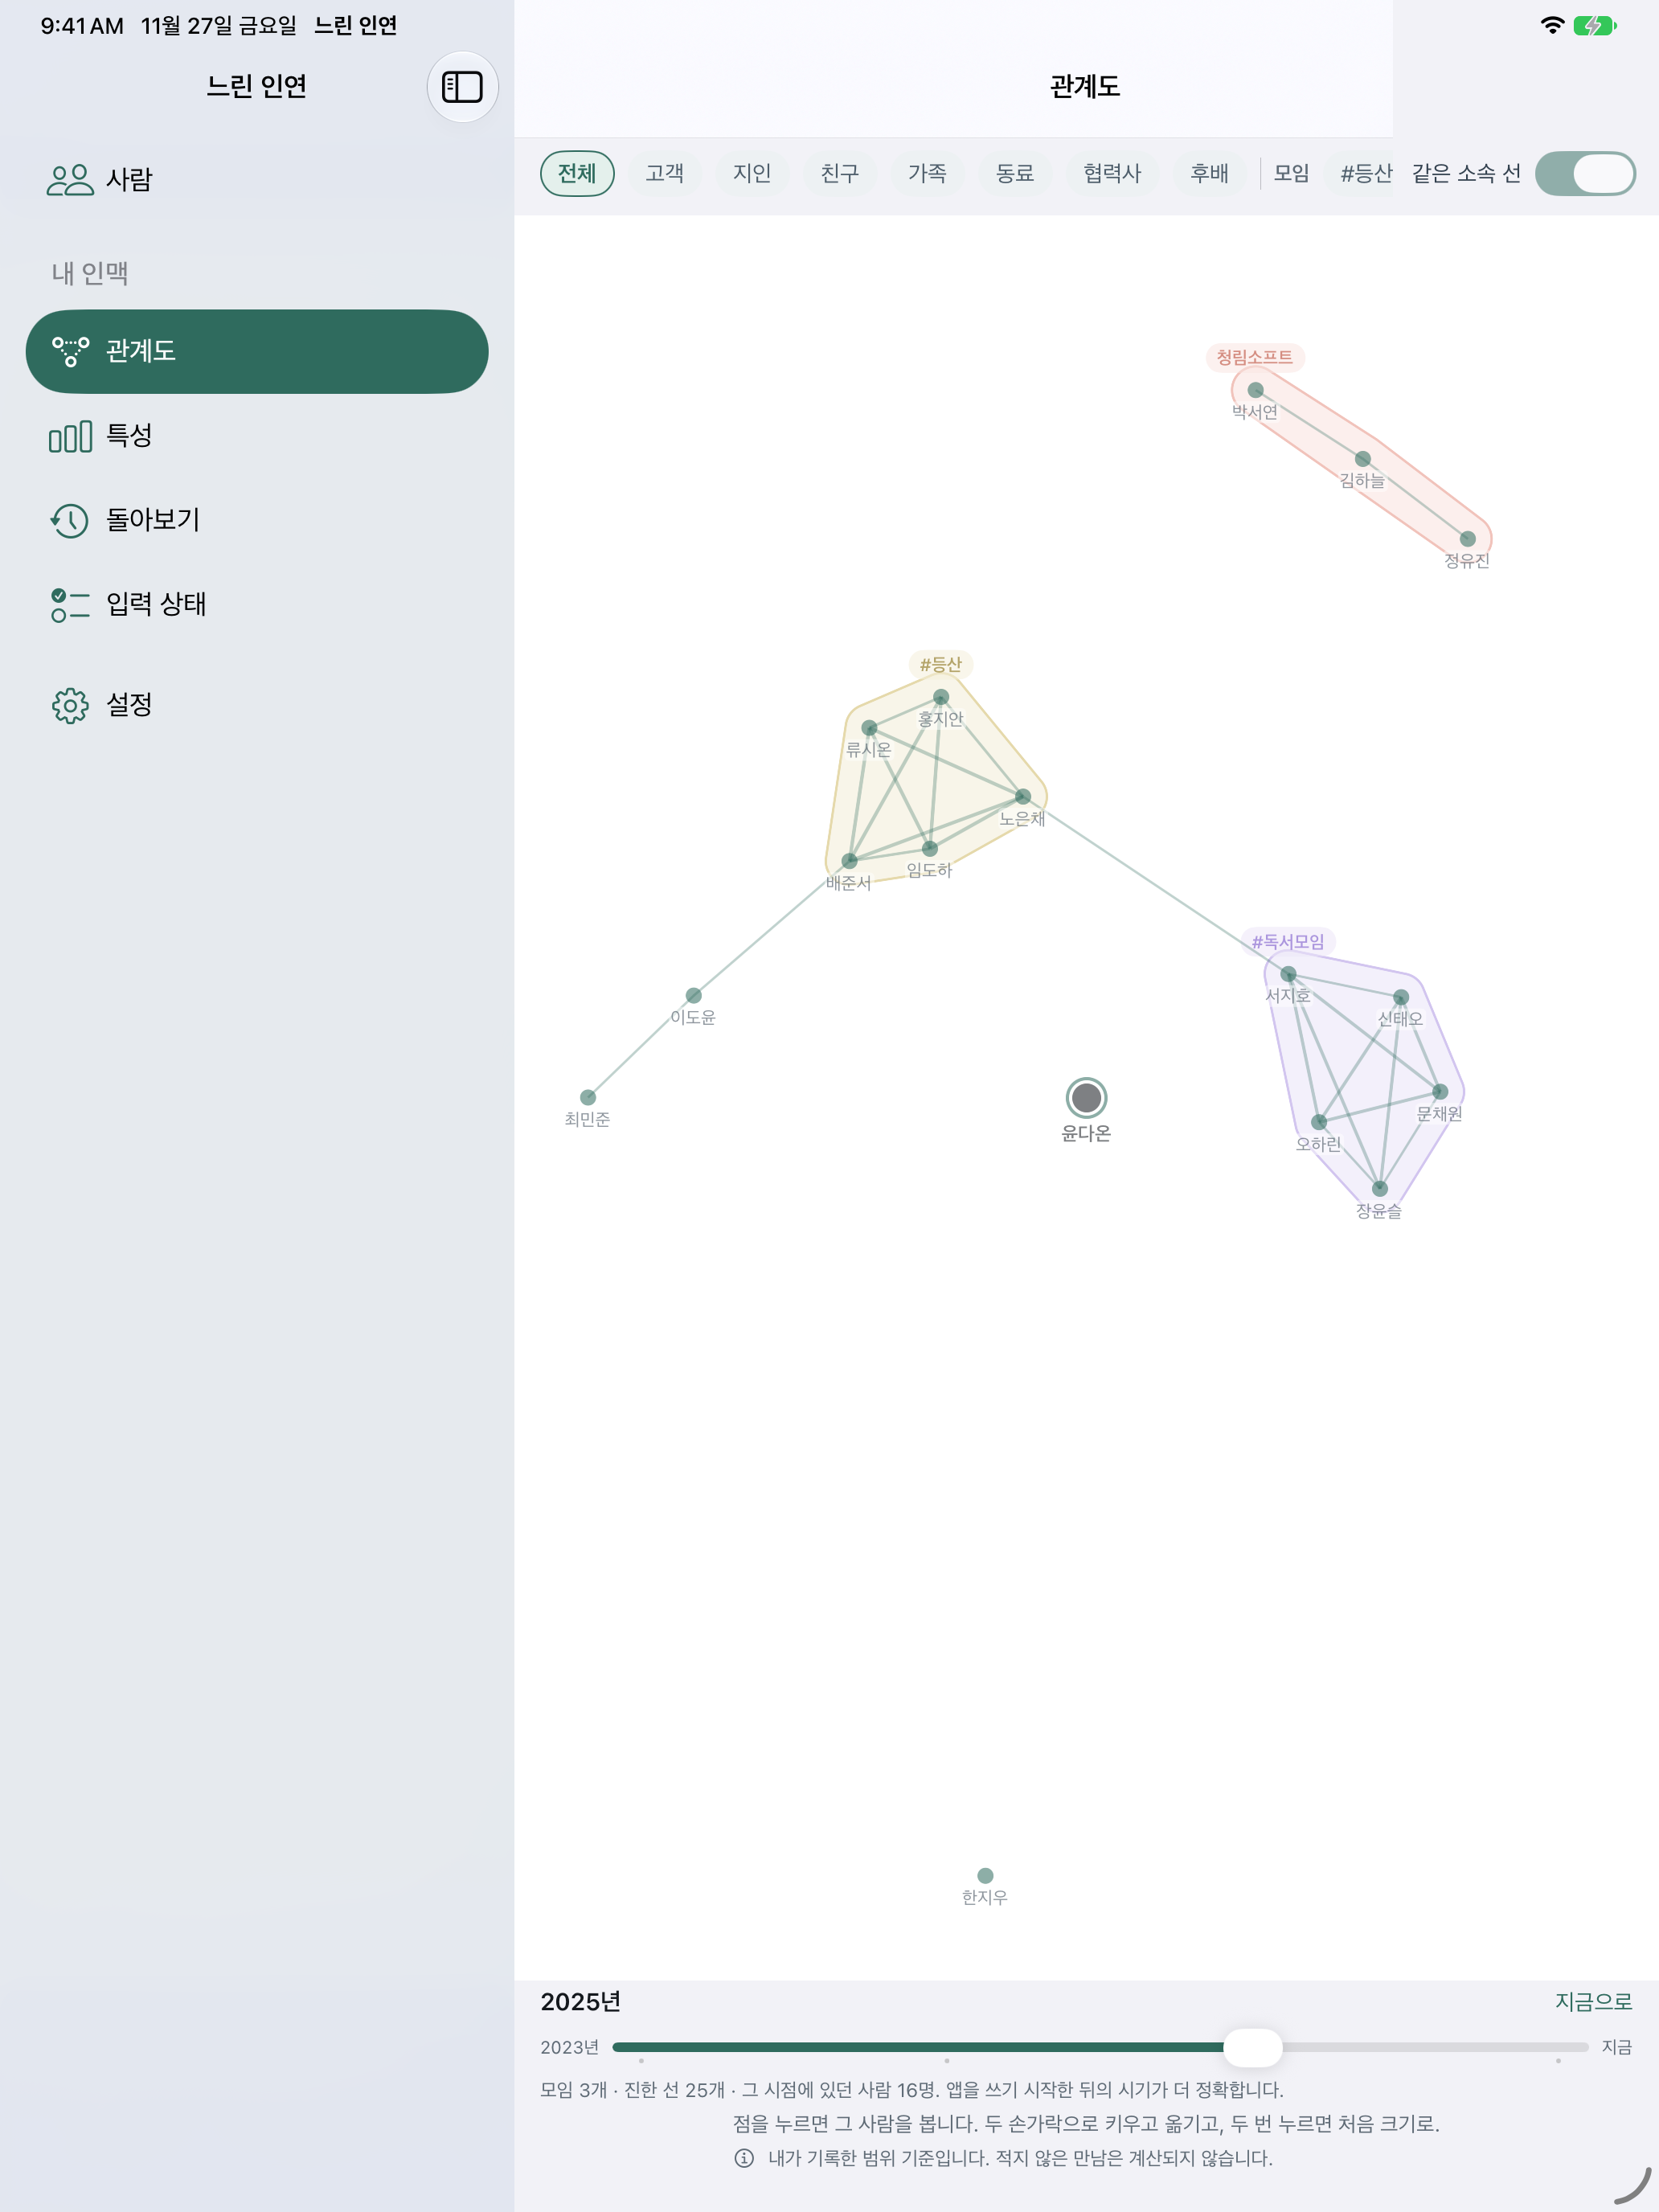 9:41 AM 11월 27일 금요일 느린 인연
느린 인연
사람
내 인맥
관계도
특성
돌아보기
입력 상태
설정
관계도
전체 고객 지인 친구 가족 동료 협력사 후배 모임 #등산 같은 소속 선
청림소프트
박서연
김하늘
정유진
#등산
홍지안
류시온
노은채
임도하
배준서
#독서모임
서지호
신태오
이도윤
문채원
최민준
윤다온
오하린
장윤슬
한지우
2025년 지금으로
2023년 지금
모임 3개 · 진한 선 25개 · 그 시점에 있던 사람 16명. 앱을 쓰기 시작한 뒤의 시기가 더 정확합니다.
점을 누르면 그 사람을 봅니다. 두 손가락으로 키우고 옮기고, 두 번 누르면 처음 크기로.
내가 기록한 범위 기준입니다. 적지 않은 만남은 계산되지 않습니다.